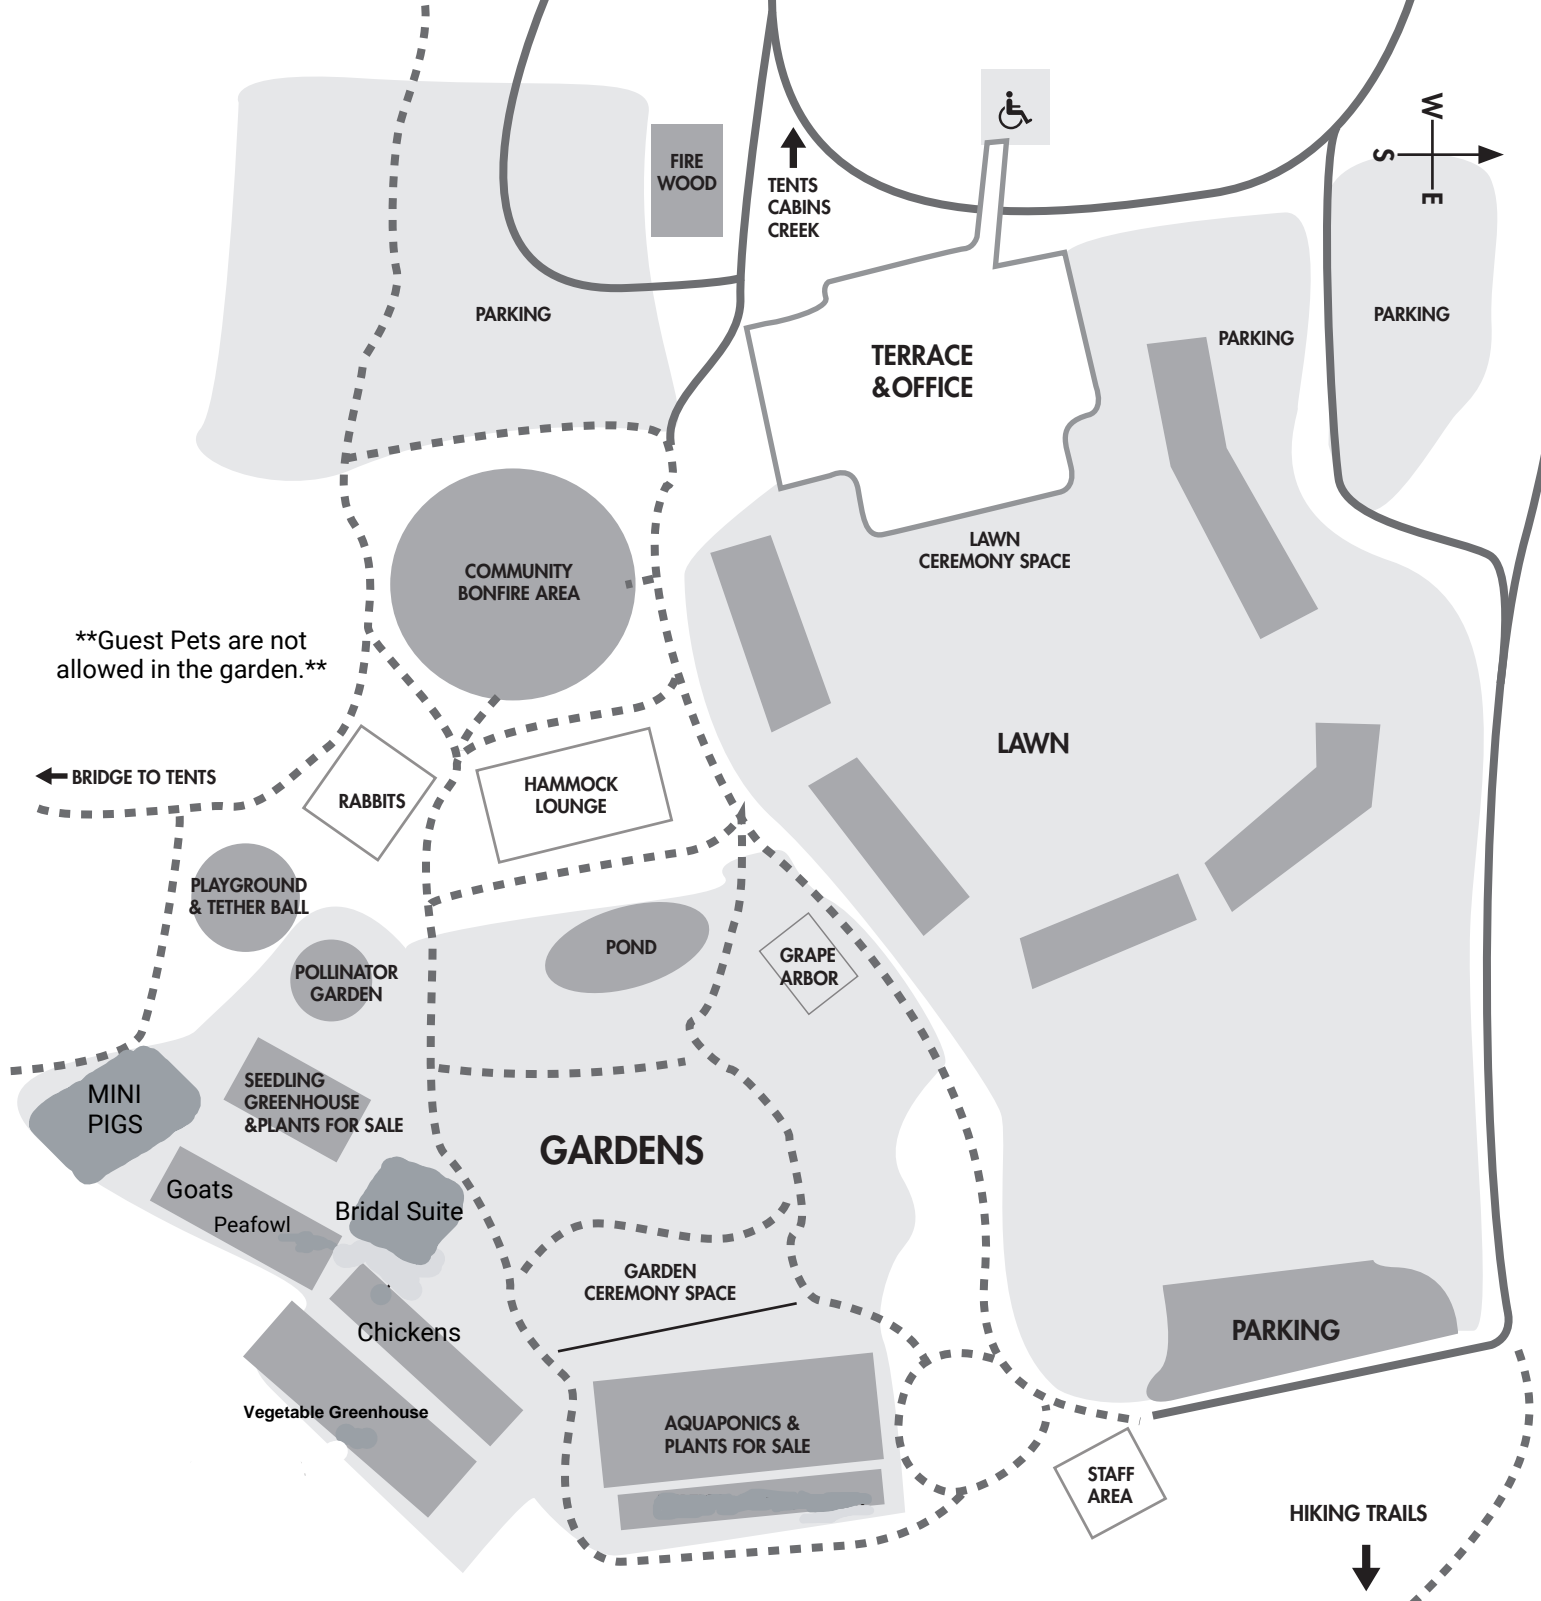 W
S
E
FIRE
WOOD
TENTS
CABINS
CREEK
PARKING
PARKING
PARKING
TERRACE
&OFFICE
LAWN
CEREMONY SPACE
COMMUNITY
BONFIRE AREA
**Guest Pets are not
allowed in the garden.**
LAWN
BRIDGE TO TENTS
RABBITS
HAMMOCK
LOUNGE
PLAYGROUND
& TETHER BALL
POND
GRAPE
ARBOR
POLLINATOR
GARDEN
MINI
PIGS
SEEDLING
GREENHOUSE
&PLANTS FOR SALE
GARDENS
Goats
Peafowl
Bridal Suite
GARDEN
CEREMONY SPACE
Chickens
PARKING
Vegetable Greenhouse
AQUAPONICS &
PLANTS FOR SALE
STAFF
AREA
HIKING TRAILS